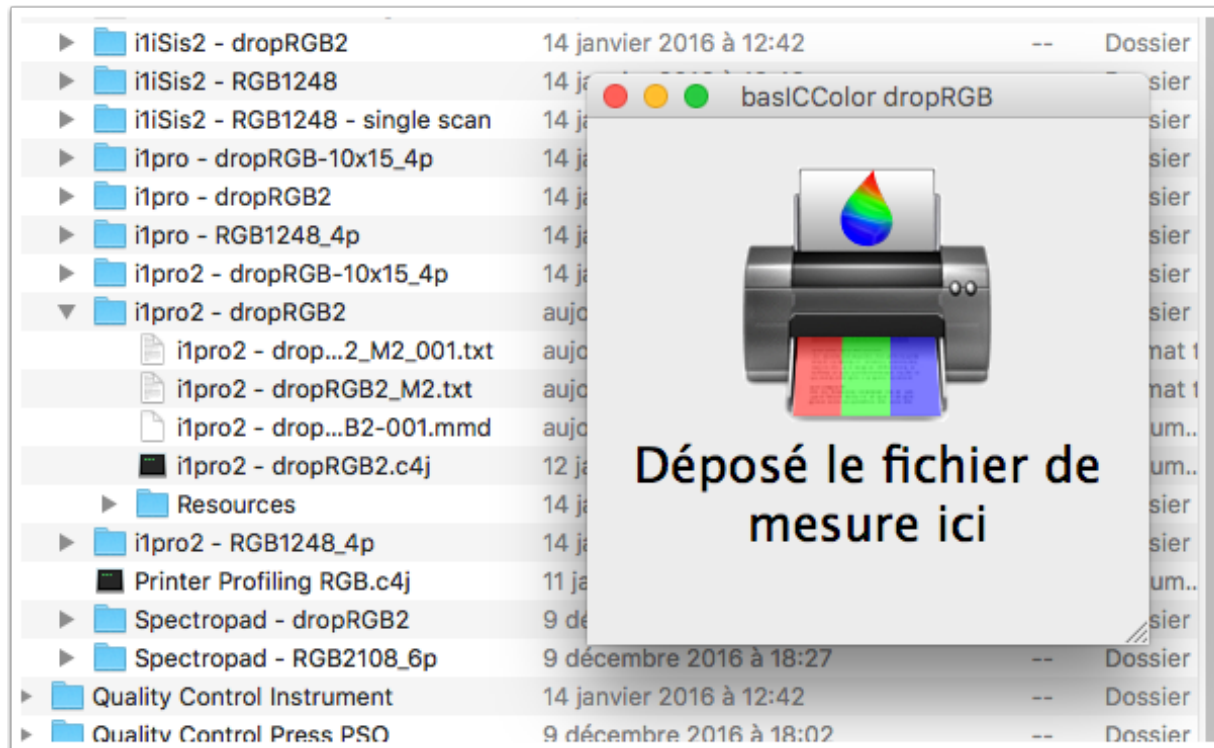 i1iSis2 - dropRGB2 14 janvier 2016 à 12:42 -- Dossier
i1iSis2 - RGB1248 14
basICColor dropRGB
i1iSis2 - RGB1248 - single scan 14 ja sier
i1pro - dropRGB-10x15_4p 14 ja sier
i1pro - dropRGB2 14 ja sier
i1pro - RGB1248_4p 14 ja sier
i1pro2 - dropRGB-10x15_4p 14 ja sier
i1pro2 - dropRGB2 aujo sier
i1pro2 - drop...2_M2_001.txt aujo mat t
i1pro2 - dropRGB2_M2.txt aujo mat t
i1pro2 - drop...B2-001.mmd aujo um..
i1pro2 - dropRGB2.c4j 12 ja um..
Resources 14 ja sier
i1pro2 - RGB1248_4p 14 ja sier
Printer Profiling RGB.c4j 11 ja um..
Spectropad - dropRGB2 9 dé sier
Déposé le fichier de
mesure ici
Spectropad - RGB2108_6p 9 décembre 2016 à 18:27 -- Dossier
Quality Control Instrument 14 janvier 2016 à 12:42 -- Dossier
Quality Control Press PSO 9 décembre 2016 à 18:02 -- Dossier